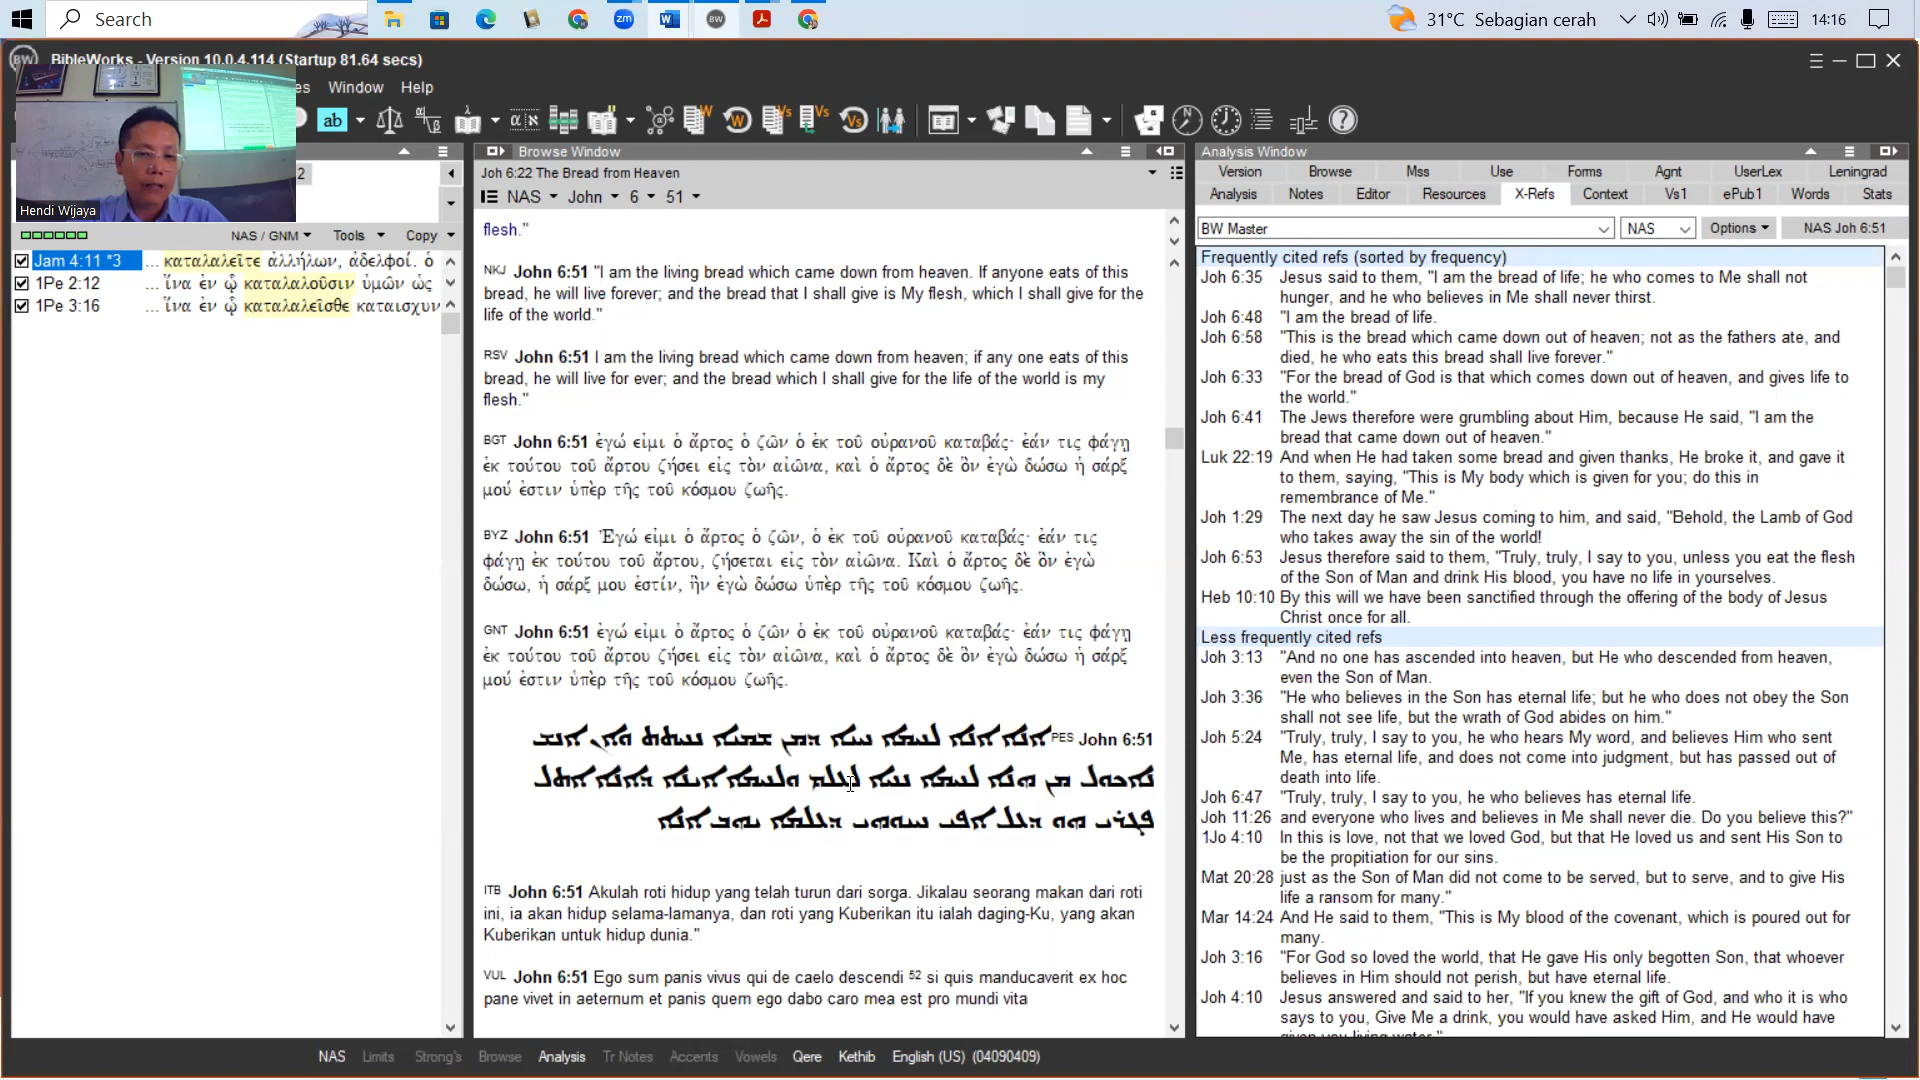 Search
31°C Sebagian cerah
14:16
BibleWorks - Version 10.0.4.114 (Startup 81.64 secs)
es Window Help
Hendi Wijaya
2
NAS / GNM Tools Copy
Jam 4:11 *3 ... καταλαλεῖτε ἀλλήλων, ἀδελφοί. ὁ
1Pe 2:12 ... ἵνα ἐν ᾧ καταλαλοῦσιν ὑμῶν ὡς
1Pe 3:16 ... ἵνα ἐν ᾧ καταλαλεῖσθε καταισχυν
Browse Window
Joh 6:22 The Bread from Heaven
NAS John 6 51
flesh."
NKJ John 6:51 "I am the living bread which came down from heaven. If anyone eats of this
bread, he will live forever; and the bread that I shall give is My flesh, which I shall give for the
life of the world."
RSV John 6:51 I am the living bread which came down from heaven; if any one eats of this
bread, he will live for ever; and the bread which I shall give for the life of the world is my
flesh."
BGT John 6:51 ἐγώ εἰμι ὁ ἄρτος ὁ ζῶν ὁ ἐκ τοῦ οὐρανοῦ καταβάς· ἐάν τις φάγῃ
ἐκ τούτου τοῦ ἄρτου ζήσει εἰς τὸν αἰῶνα, καὶ ὁ ἄρτος δὲ ὃν ἐγὼ δώσω ἡ σάρξ
μού ἐστιν ὑπὲρ τῆς τοῦ κόσμου ζωῆς.
BYZ John 6:51 Ἐγώ εἰμι ὁ ἄρτος ὁ ζῶν, ὁ ἐκ τοῦ οὐρανοῦ καταβάς· ἐάν τις
φάγῃ ἐκ τούτου τοῦ ἄρτου, ζήσεται εἰς τὸν αἰῶνα. Καὶ ὁ ἄρτος δὲ ὃν ἐγὼ
δώσω, ἡ σάρξ μου ἐστίν, ἣν ἐγὼ δώσω ὑπὲρ τῆς τοῦ κόσμου ζωῆς.
GNT John 6:51 ἐγώ εἰμι ὁ ἄρτος ὁ ζῶν ὁ ἐκ τοῦ οὐρανοῦ καταβάς· ἐάν τις φάγῃ
ἐκ τούτου τοῦ ἄρτου ζήσει εἰς τὸν αἰῶνα, καὶ ὁ ἄρτος δὲ ὃν ἐγὼ δώσω ἡ σάρξ
μού ἐστιν ὑπὲρ τῆς τοῦ κόσμου ζωῆς.
PES John 6:51 ܐܢܐ ܐܢܐ ܠܚܡܐ ܚܝܐ ܕܡܢ ܫܡܝܐ ܢܚܬܬ ܘܐܢ ܐܢܫ
ܢܐܟܘܠ ܡܢ ܗܢܐ ܠܚܡܐ ܢܚܐ ܠܥܠܡ ܘܠܚܡܐ ܐܝܢܐ ܕܐܢܐ ܐܬܠ
ܦܓܪܝ ܗܘ ܕܥܠ ܐܦܝ ܚܝܘܗܝ ܕܥܠܡܐ ܝܗܒ ܐܢܐ
ITB John 6:51 Akulah roti hidup yang telah turun dari sorga. Jikalau seorang makan dari roti
ini, ia akan hidup selama-lamanya, dan roti yang Kuberikan itu ialah daging-Ku, yang akan
Kuberikan untuk hidup dunia."
VUL John 6:51 Ego sum panis vivus qui de caelo descendi 52 si quis manducaverit ex hoc
pane vivet in aeternum et panis quem ego dabo caro mea est pro mundi vita
Analysis Window
Version Browse Mss Use Forms Agnt UserLex Leningrad
Analysis Notes Editor Resources X-Refs Context Vs1 ePub1 Words Stats
BW Master NAS Options NAS Joh 6:51
Frequently cited refs (sorted by frequency)
Joh 6:35 Jesus said to them, "I am the bread of life; he who comes to Me shall not
hunger, and he who believes in Me shall never thirst.
Joh 6:48 "I am the bread of life.
Joh 6:58 "This is the bread which came down out of heaven; not as the fathers ate, and
died, he who eats this bread shall live forever."
Joh 6:33 "For the bread of God is that which comes down out of heaven, and gives life to
the world."
Joh 6:41 The Jews therefore were grumbling about Him, because He said, "I am the
bread that came down out of heaven."
Luk 22:19 And when He had taken some bread and given thanks, He broke it, and gave it
to them, saying, "This is My body which is given for you; do this in
remembrance of Me."
Joh 1:29 The next day he saw Jesus coming to him, and said, "Behold, the Lamb of God
who takes away the sin of the world!
Joh 6:53 Jesus therefore said to them, "Truly, truly, I say to you, unless you eat the flesh
of the Son of Man and drink His blood, you have no life in yourselves.
Heb 10:10 By this will we have been sanctified through the offering of the body of Jesus
Christ once for all.
Less frequently cited refs
Joh 3:13 "And no one has ascended into heaven, but He who descended from heaven,
even the Son of Man.
Joh 3:36 "He who believes in the Son has eternal life; but he who does not obey the Son
shall not see life, but the wrath of God abides on him."
Joh 5:24 "Truly, truly, I say to you, he who hears My word, and believes Him who sent
Me, has eternal life, and does not come into judgment, but has passed out of
death into life.
Joh 6:47 "Truly, truly, I say to you, he who believes has eternal life.
Joh 11:26 and everyone who lives and believes in Me shall never die. Do you believe this?"
1Jo 4:10 In this is love, not that we loved God, but that He loved us and sent His Son to
be the propitiation for our sins.
Mat 20:28 just as the Son of Man did not come to be served, but to serve, and to give His
life a ransom for many."
Mar 14:24 And He said to them, "This is My blood of the covenant, which is poured out for
many.
Joh 3:16 "For God so loved the world, that He gave His only begotten Son, that whoever
believes in Him should not perish, but have eternal life.
Joh 4:10 Jesus answered and said to her, "If you knew the gift of God, and who it is who
says to you, Give Me a drink, you would have asked Him, and He would have
given you living water."
NAS Limits Strong's Browse Analysis Tr Notes Accents Vowels Qere Kethib English (US) (04090409)